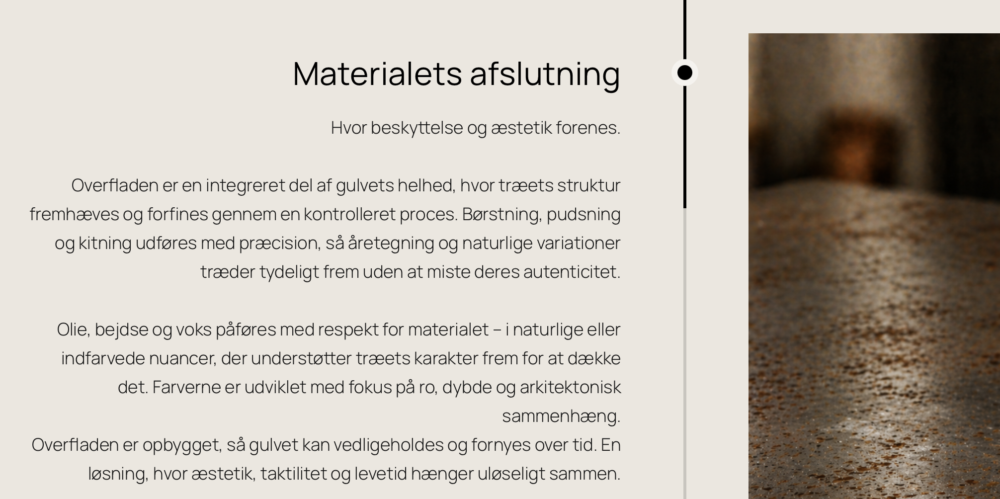 Materialets afslutning
Hvor beskyttelse og æstetik forenes.
Overfladen er en integreret del af gulvets helhed, hvor træets struktur
fremhæves og forfines gennem en kontrolleret proces. Børstning, pudsning
og kitning udføres med præcision, så åretegning og naturlige variationer
træder tydeligt frem uden at miste deres autenticitet.
Olie, bejdse og voks påføres med respekt for materialet – i naturlige eller
indfarvede nuancer, der understøtter træets karakter frem for at dække
det. Farverne er udviklet med fokus på ro, dybde og arkitektonisk
sammenhæng.
Overfladen er opbygget, så gulvet kan vedligeholdes og fornyes over tid. En
løsning, hvor æstetik, taktilitet og levetid hænger uløseligt sammen.